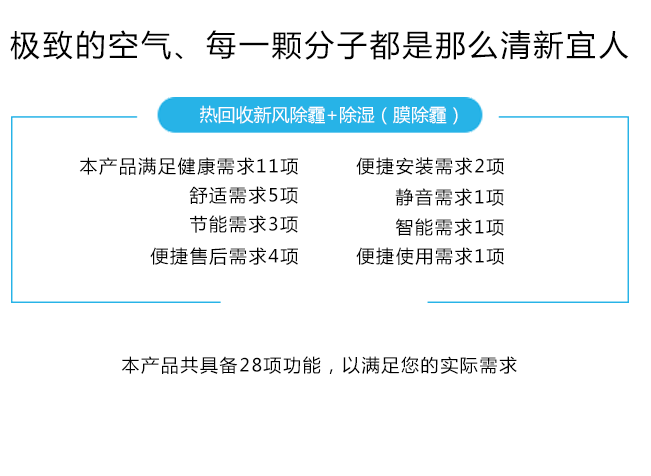 极致的空气、每一颗分子都是那么清新宜人
热回收新风除霾+除湿（膜除霾）
本产品满足健康需求11项
舒适需求5项
节能需求3项
便捷售后需求4项
便捷安装需求2项
静音需求1项
智能需求1项
便捷使用需求1项
本产品共具备28项功能，以满足您的实际需求